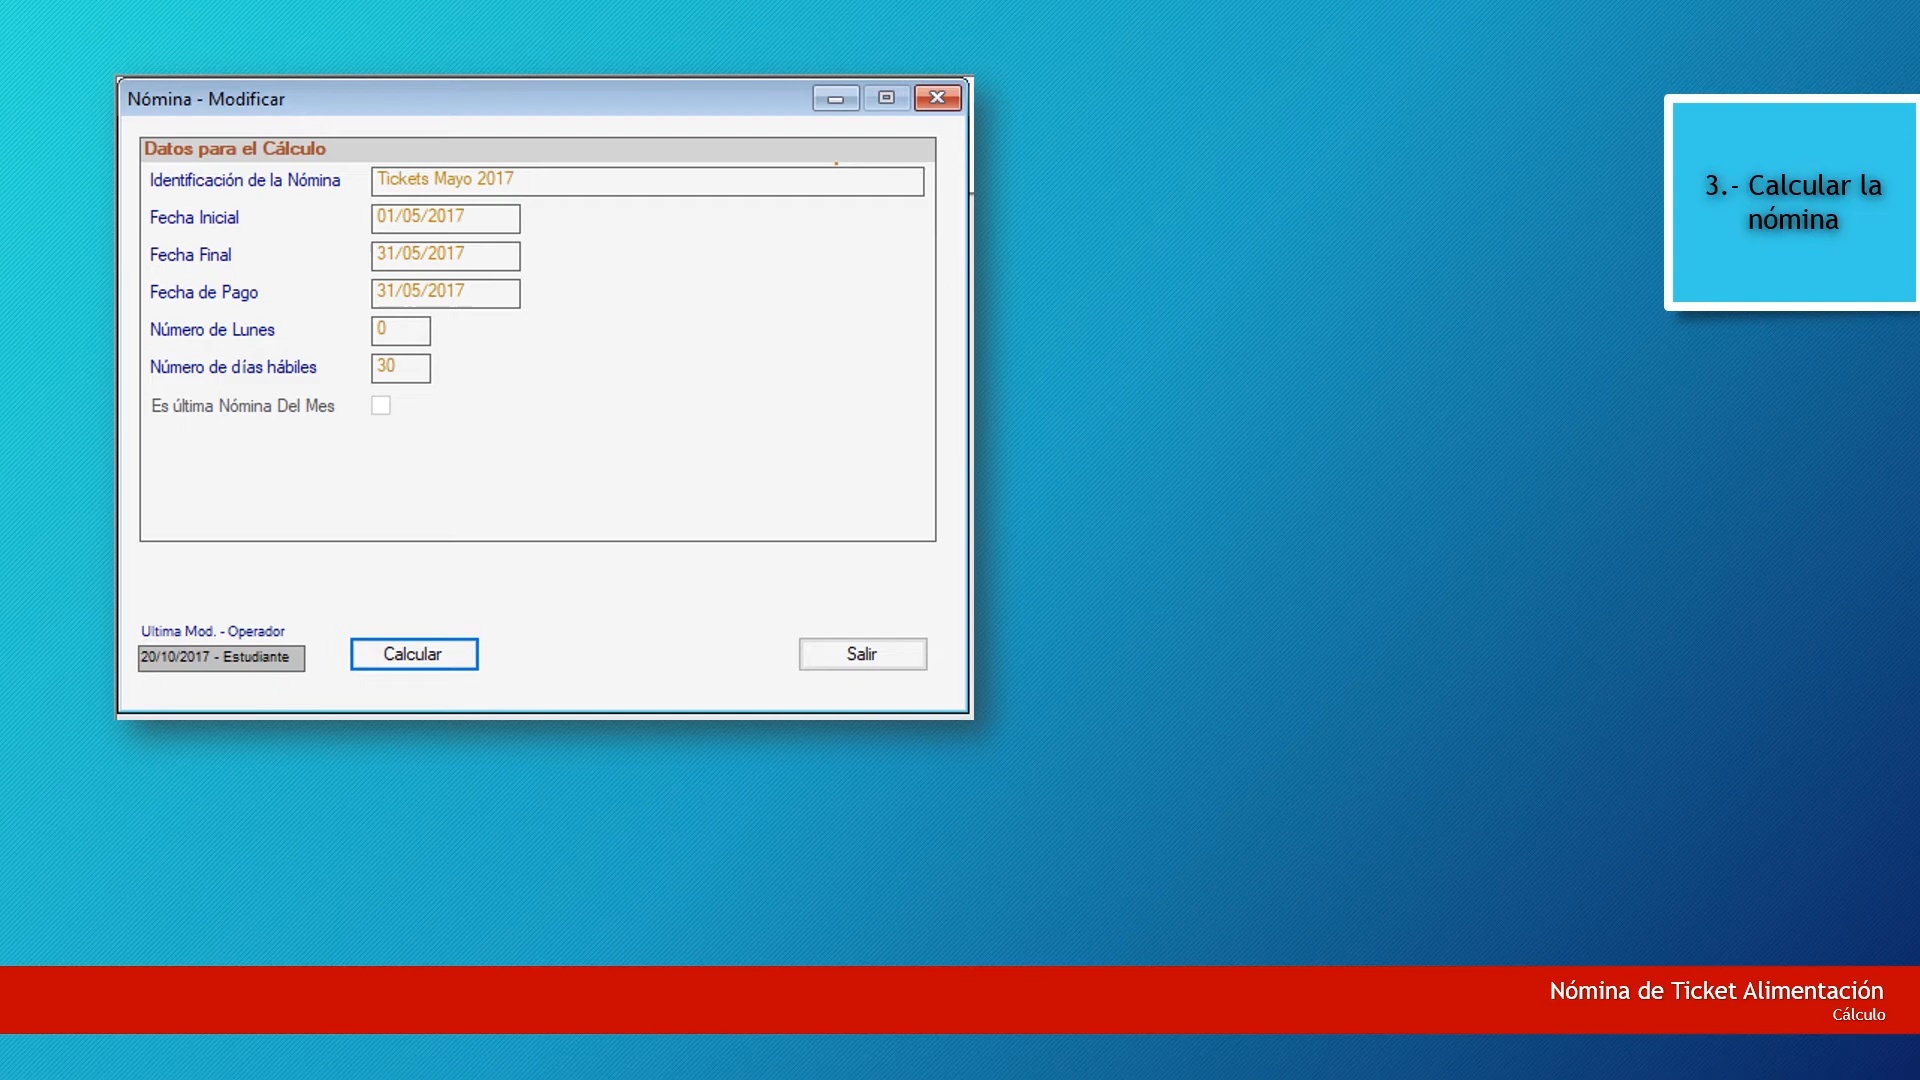 Nómina - Modificar
Datos para el Cálculo
Identificación de la Nómina Tickets Mayo 2017
Fecha Inicial 01/05/2017
Fecha Final 31/05/2017
Fecha de Pago 31/05/2017
Número de Lunes 0
Número de días hábiles 30
Es última Nómina Del Mes
Ultima Mod. - Operador
20/10/2017 - Estudiante
Calcular
Salir
3.- Calcular la
nómina
Nómina de Ticket Alimentación
Cálculo